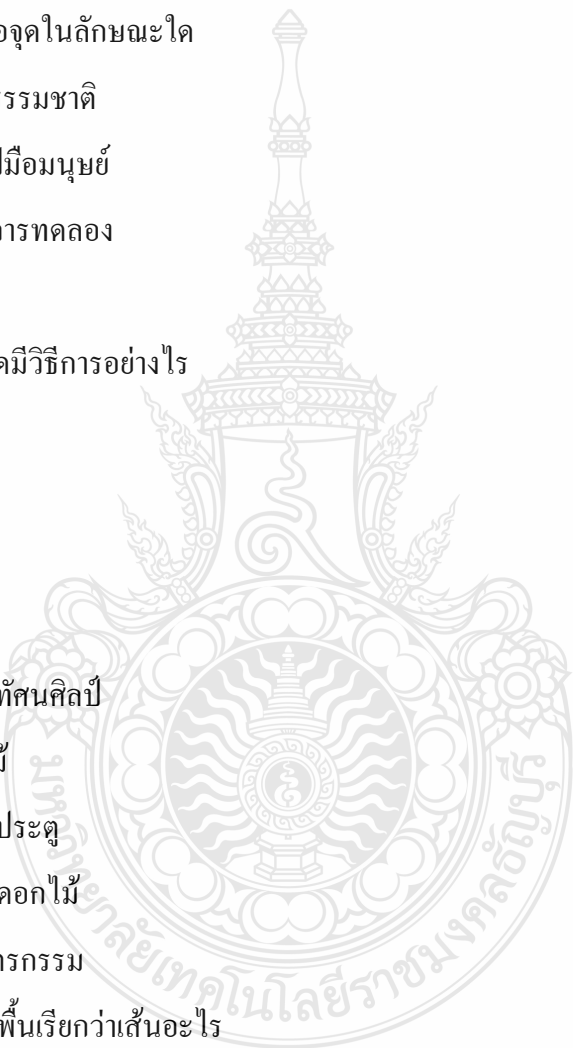 อจุดในลักษณะใด
รรมชาติ
มือมนุษย์
ารทดลอง
ดมีวิธีการอย่างไร
ทัศนศิลป์
ม้
ประตู
ดอกไม้
รกรรม
พื้นเรียกว่าเส้นอะไร
มหาวิทยาลัยเทคโนโลยีราชมงคลธัญบุรี